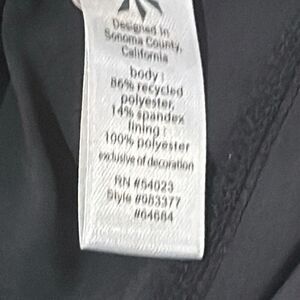 Designed in
Sonoma County,
California
body:
86% recycled
polyester,
14% spandex
lining:
100% polyester
exclusive of decoration
RN #54023
Style #983377
#64684